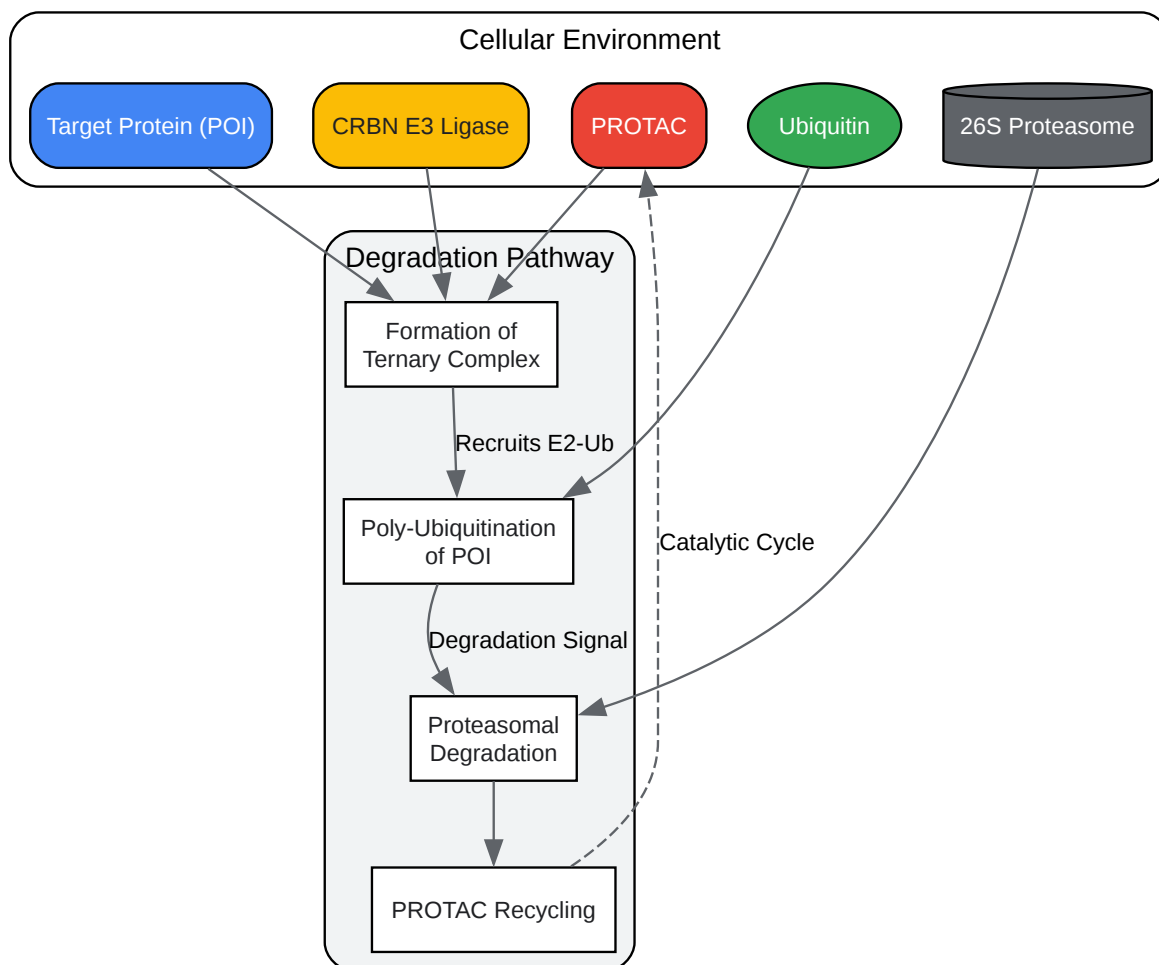 Cellular Environment
Target Protein (POI)
CRBN E3 Ligase
PROTAC
Ubiquitin
26S Proteasome
Degradation Pathway
Formation of
Ternary Complex
Recruits E2-Ub
Poly-Ubiquitination
of POI
Catalytic Cycle
Degradation Signal
Proteasomal
Degradation
PROTAC Recycling